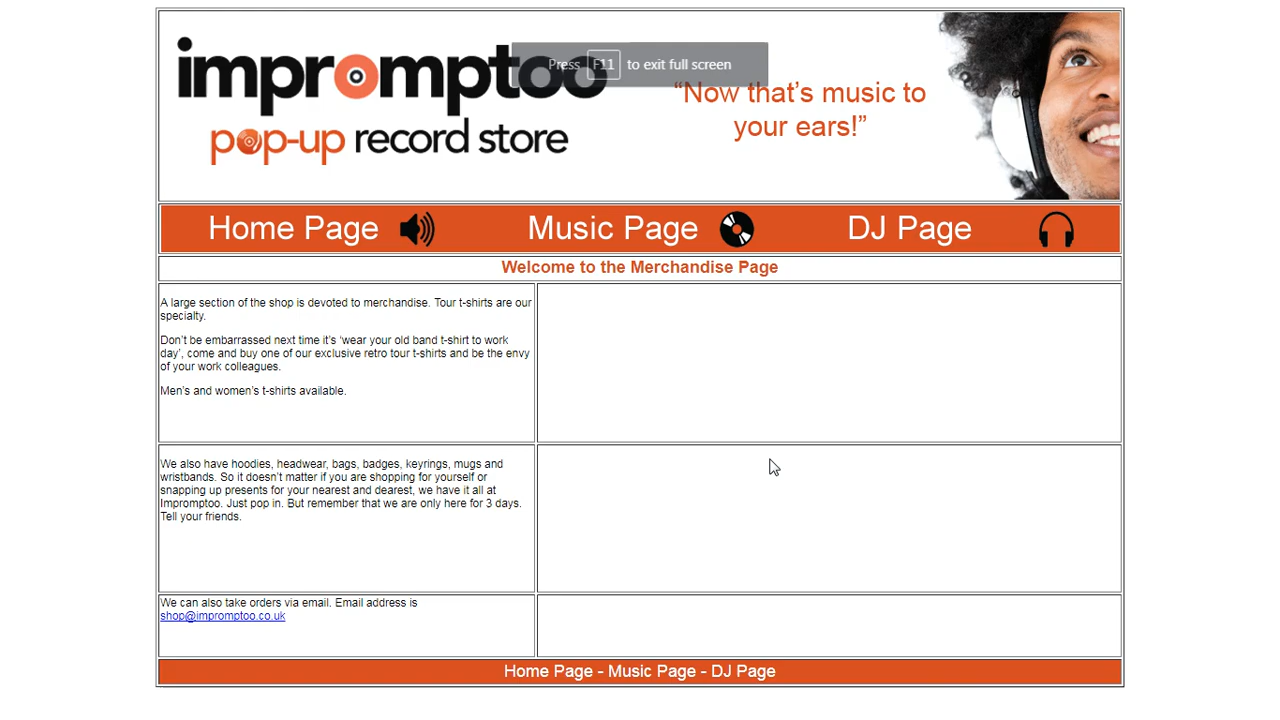 impromptoo
pop-up record store
Press F11 to exit full screen
“Now that’s music to
your ears!”
Home Page Music Page DJ Page
Welcome to the Merchandise Page
A large section of the shop is devoted to merchandise. Tour t-shirts are our
specialty.
Don’t be embarrassed next time it’s ‘wear your old band t-shirt to work
day’, come and buy one of our exclusive retro tour t-shirts and be the envy
of your work colleagues.
Men’s and women’s t-shirts available.
We also have hoodies, headwear, bags, badges, keyrings, mugs and
wristbands. So it doesn’t matter if you are shopping for yourself or
snapping up presents for your nearest and dearest, we have it all at
Impromptoo. Just pop in. But remember that we are only here for 3 days.
Tell your friends.
We can also take orders via email. Email address is
shop@impromptoo.co.uk
Home Page - Music Page - DJ Page